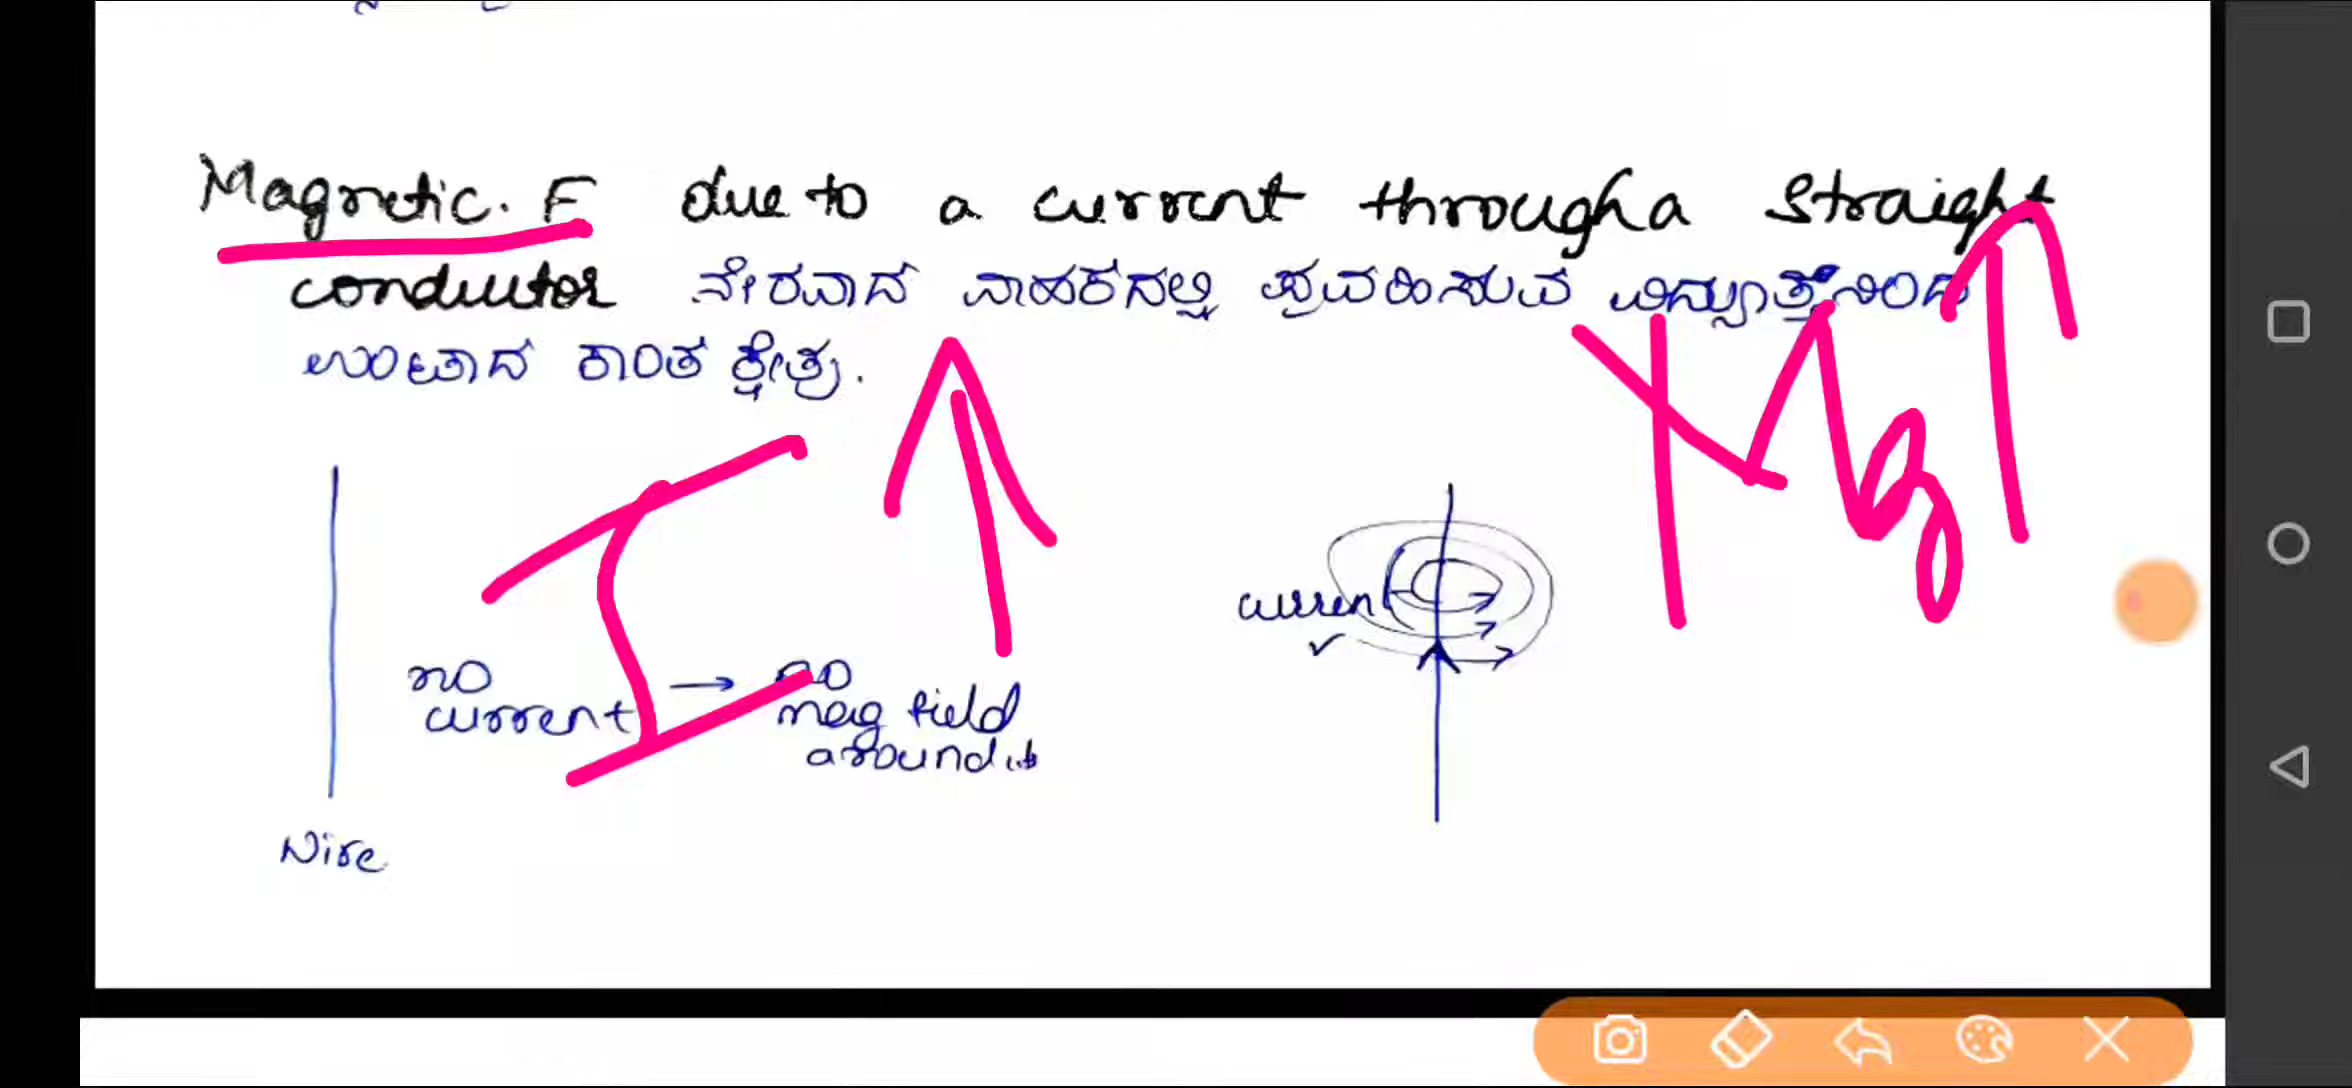 Magnetic. F due to a current through a straight
conductor ನೇರವಾದ ವಾಹಕದಲ್ಲಿ ಪ್ರವಹಿಸುವ ವಿದ್ಯುತ್ತ್‌ನಿಂದ
ಉಂಟಾದ ಕಾಂತ ಕ್ಷೇತ್ರ.
I ↑
Mg ↑
no
current → no
mag field
around it
current
✓
Wire